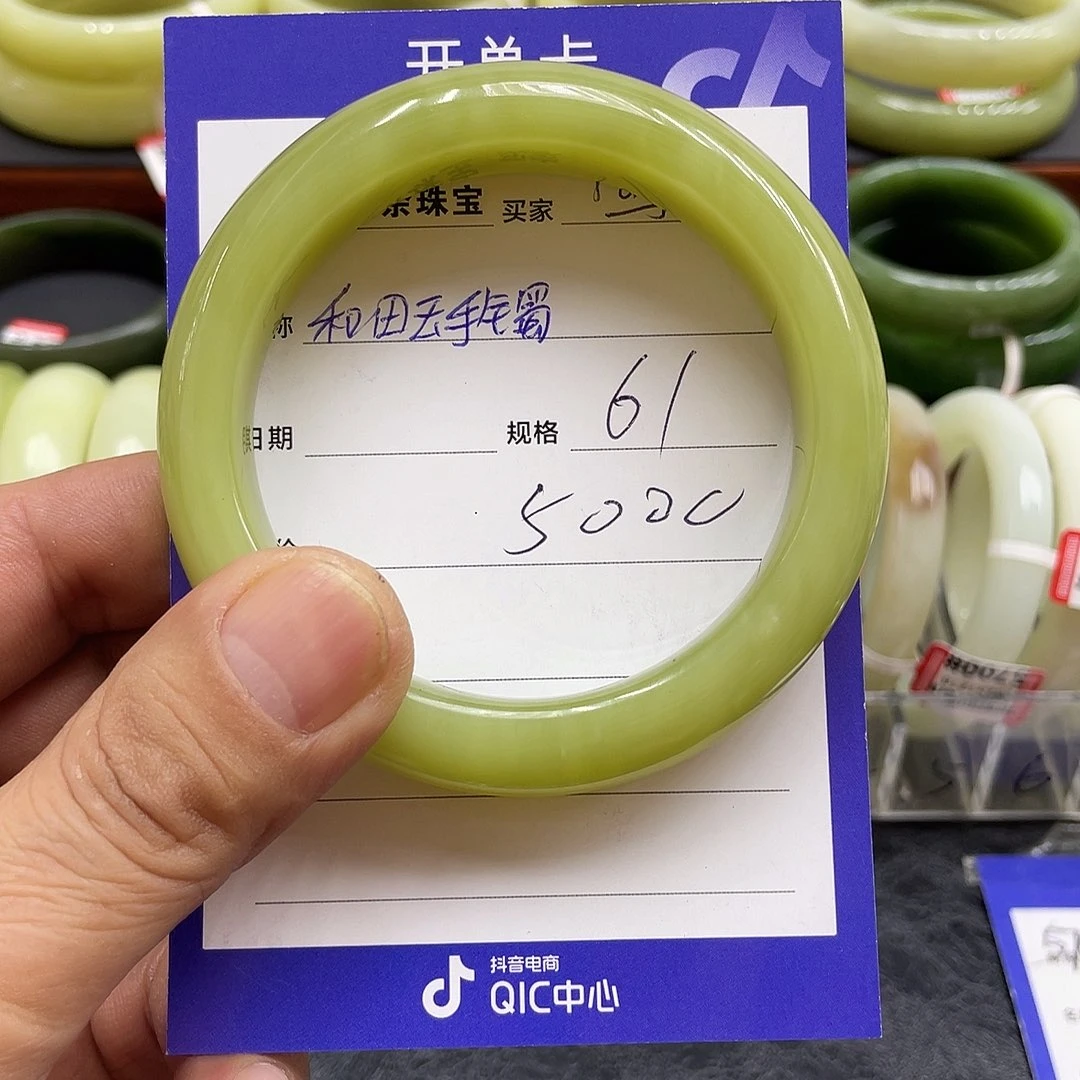 开单卡
珠宝 买家
称 和田玉手镯
日期 规格 61
5000
抖音电商
QIC中心